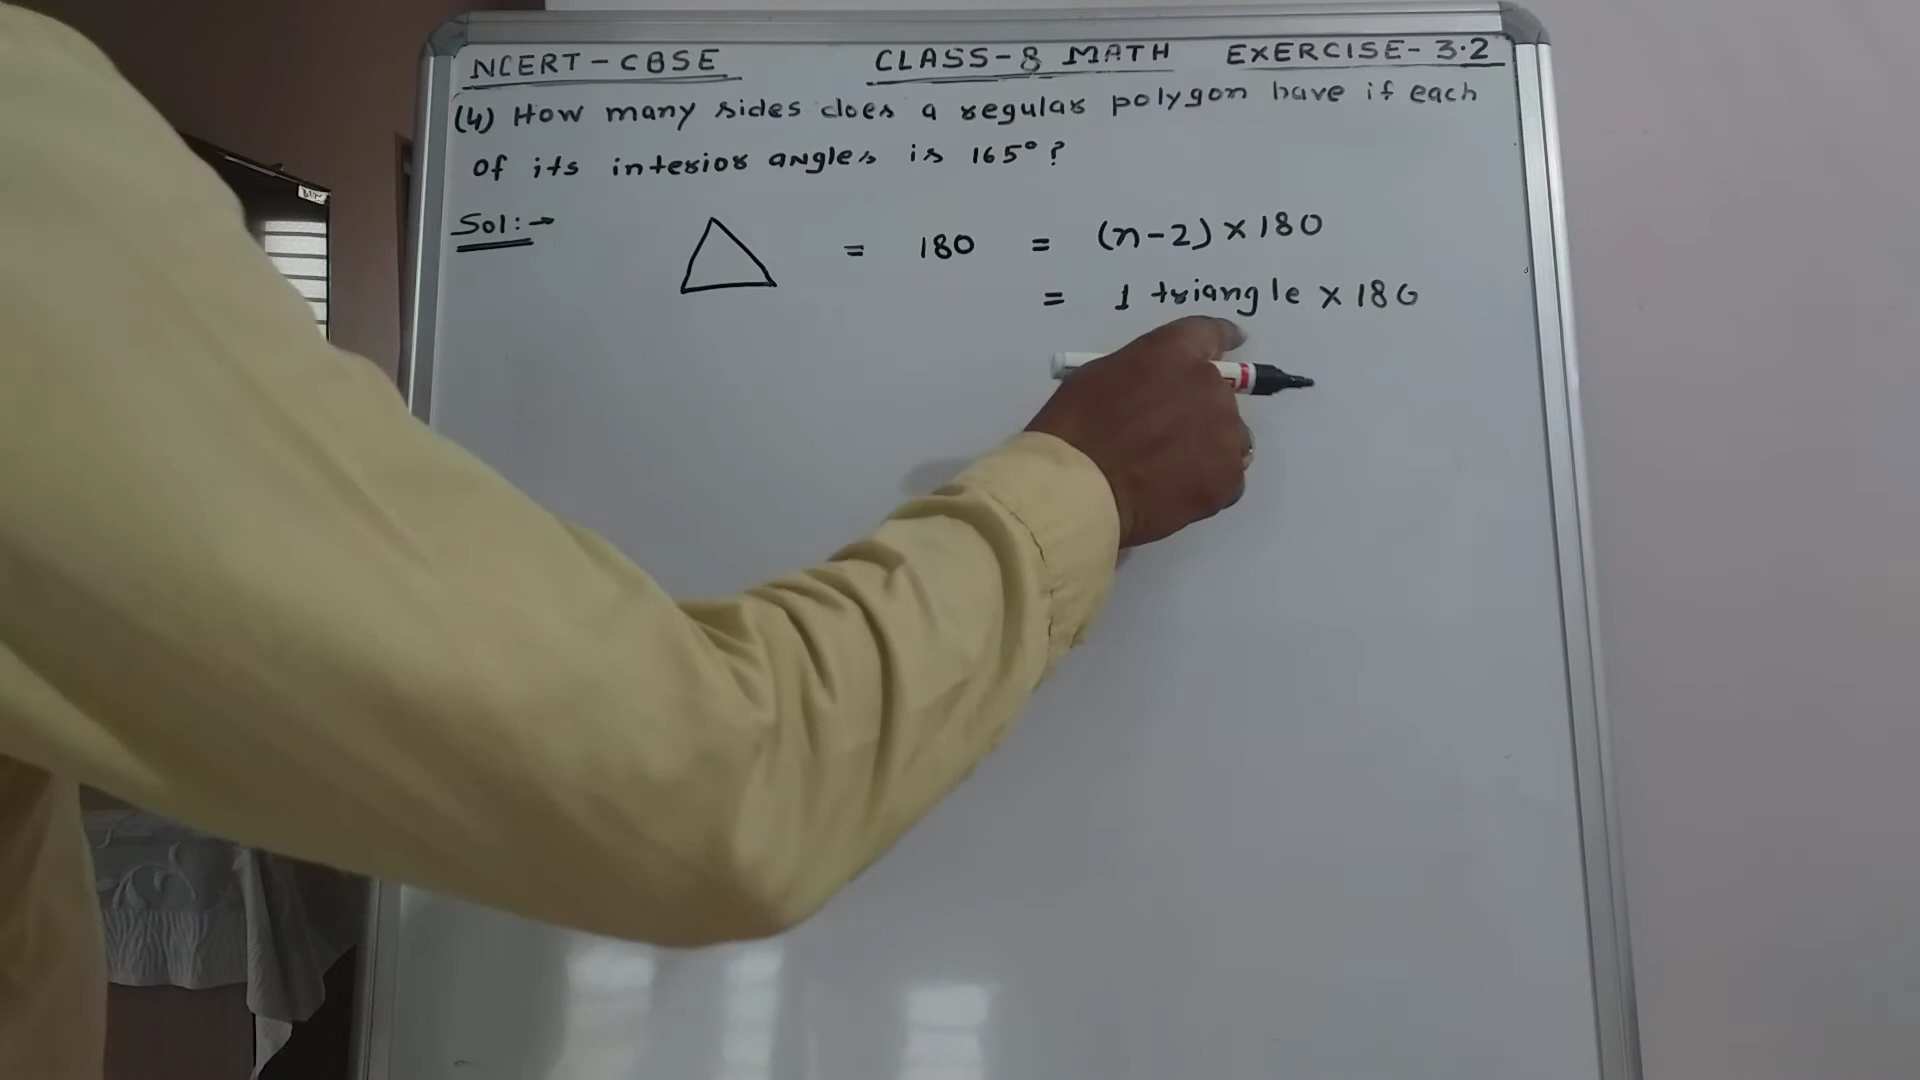 NCERT - CBSE CLASS-8 MATH EXERCISE-3.2
(4) How many sides does a regular polygon have if each
of its interior angles is 165°?
Sol:→ = 180 = (n-2) × 180
= 1 triangle × 180